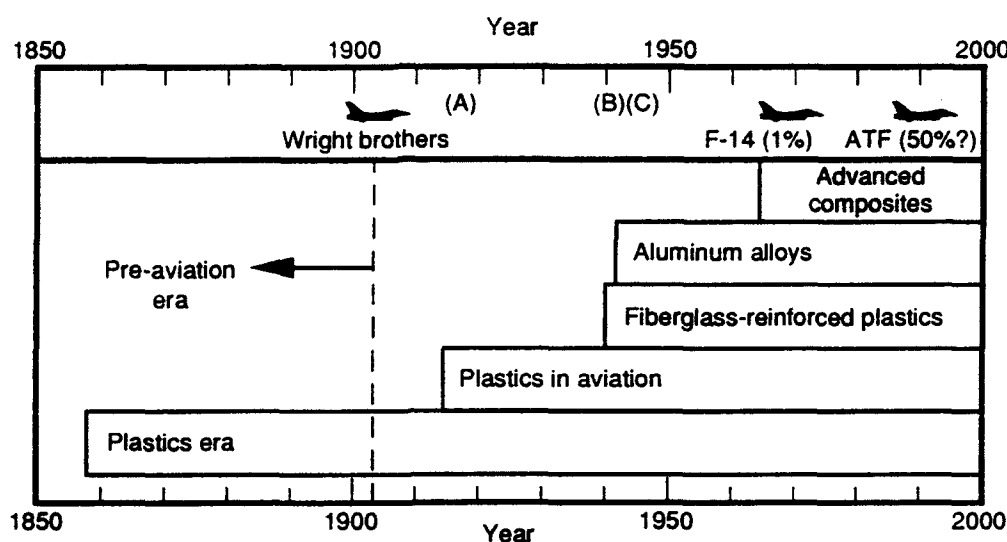 Year
1850 1900 1950 2000
(A) (B)(C)
Wright brothers F-14 (1%) ATF (50%?)
Advanced
composites
Aluminum alloys
Pre-aviation
era
Fiberglass-reinforced plastics
Plastics in aviation
Plastics era
1850 1900 1950 2000
Year